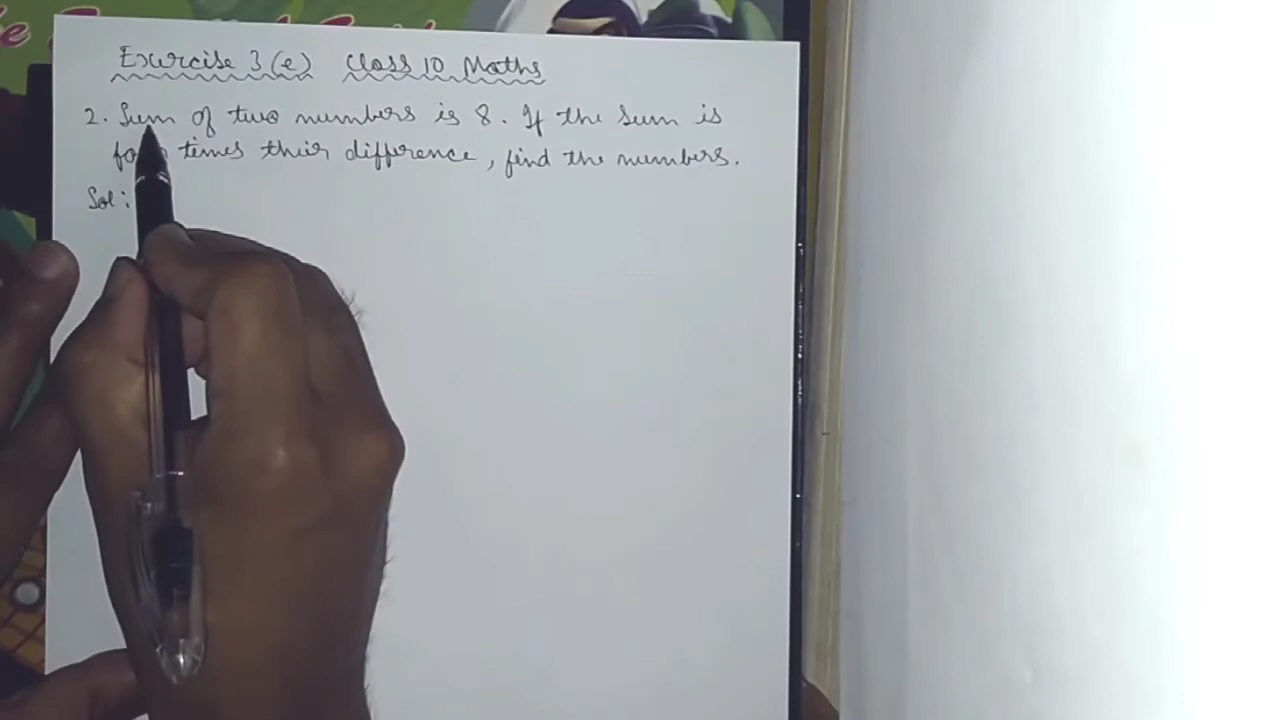 Exercise 3(e) Class 10 Maths
2. Sum of two numbers is 8. If the sum is
times thier difference, find the numbers.
Sol: